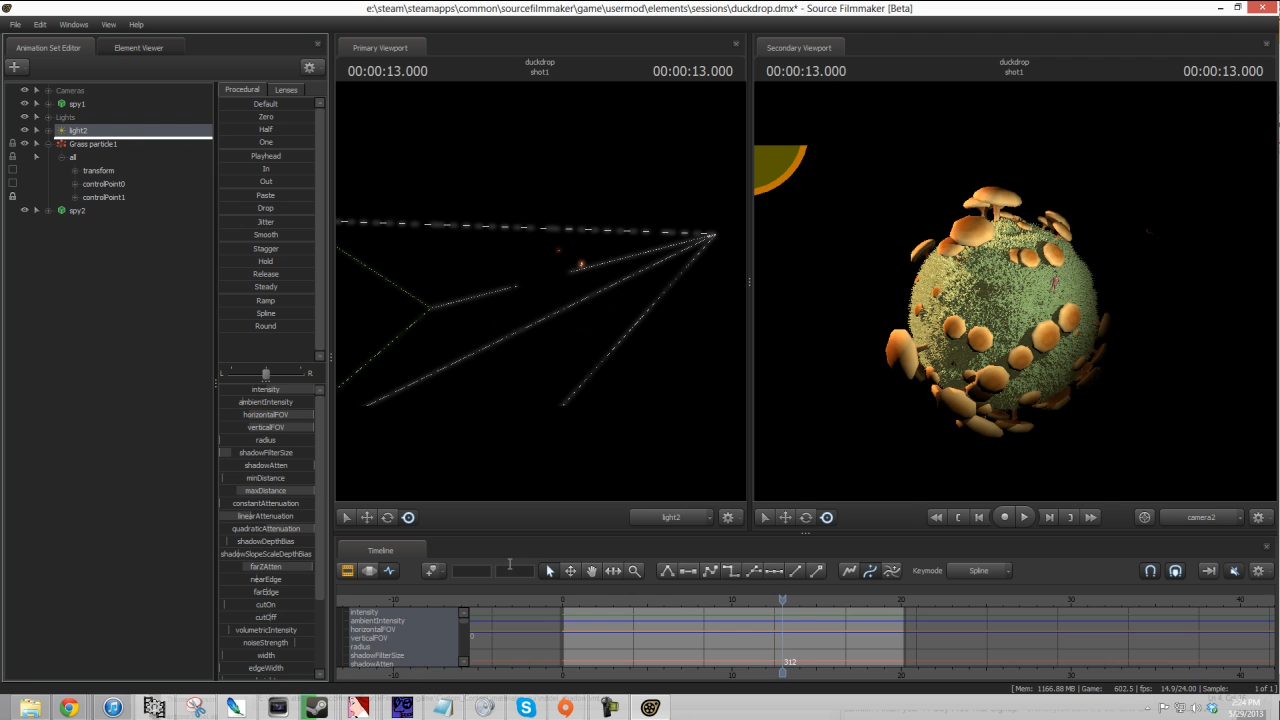 e:\steam\steamapps\common\sourcefilmmaker\game\usermod\elements\sessions\duckdrop.dmx* - Source Filmmaker [Beta]
File Edit Windows View Help
Animation Set Editor Element Viewer
Cameras
spy1
Lights
light2
Grass particle1
all
transform
controlPoint0
controlPoint1
spy2
Procedural Lenses
Default
Zero
Half
One
Playhead
In
Out
Paste
Drop
Jitter
Smooth
Stagger
Hold
Release
Steady
Ramp
Spline
Round
L R
intensity
ambientIntensity
horizontalFOV
verticalFOV
radius
shadowFilterSize
shadowAtten
minDistance
maxDistance
constantAttenuation
linearAttenuation
quadraticAttenuation
shadowDepthBias
shadowSlopeScaleDepthBias
farZAtten
nearEdge
farEdge
cutOn
cutOff
volumetricIntensity
noiseStrength
width
edgeWidth
Primary Viewport
duckdrop
00:00:13.000 shot1 00:00:13.000
light2
Secondary Viewport
duckdrop
00:00:13.000 shot1 00:00:13.000
camera2
Timeline
Keymode Spline
-10 0 10 20 30 40
intensity
ambientIntensity
horizontalFOV
verticalFOV
radius
shadowFilterSize
shadowAtten
0
312
-10 0 10 20 30 40
[Mem: 1166.88 MB | Game: 602.5 | fps: 14.9/24.00 | Sample: 1 of 1]
2:24 PM
5/29/2013